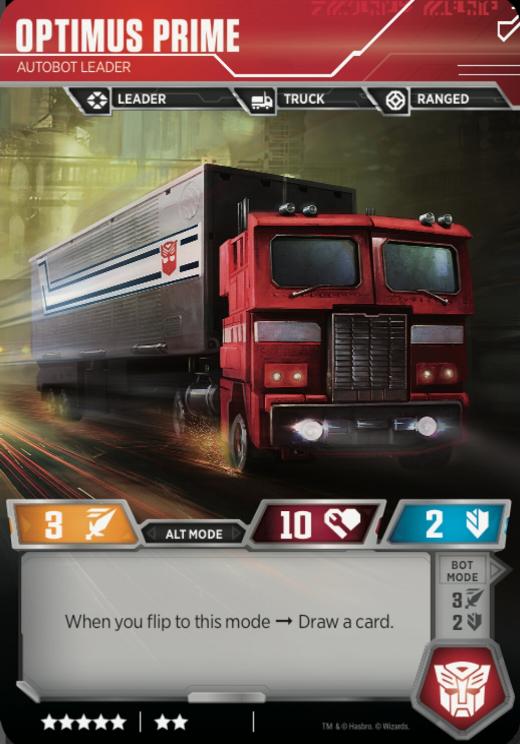 OPTIMUS PRIME
AUTOBOT LEADER
LEADER TRUCK RANGED
3 ALT MODE 10 2
BOT
MODE
3
2
When you flip to this mode → Draw a card.
TM & © Hasbro. © Wizards.